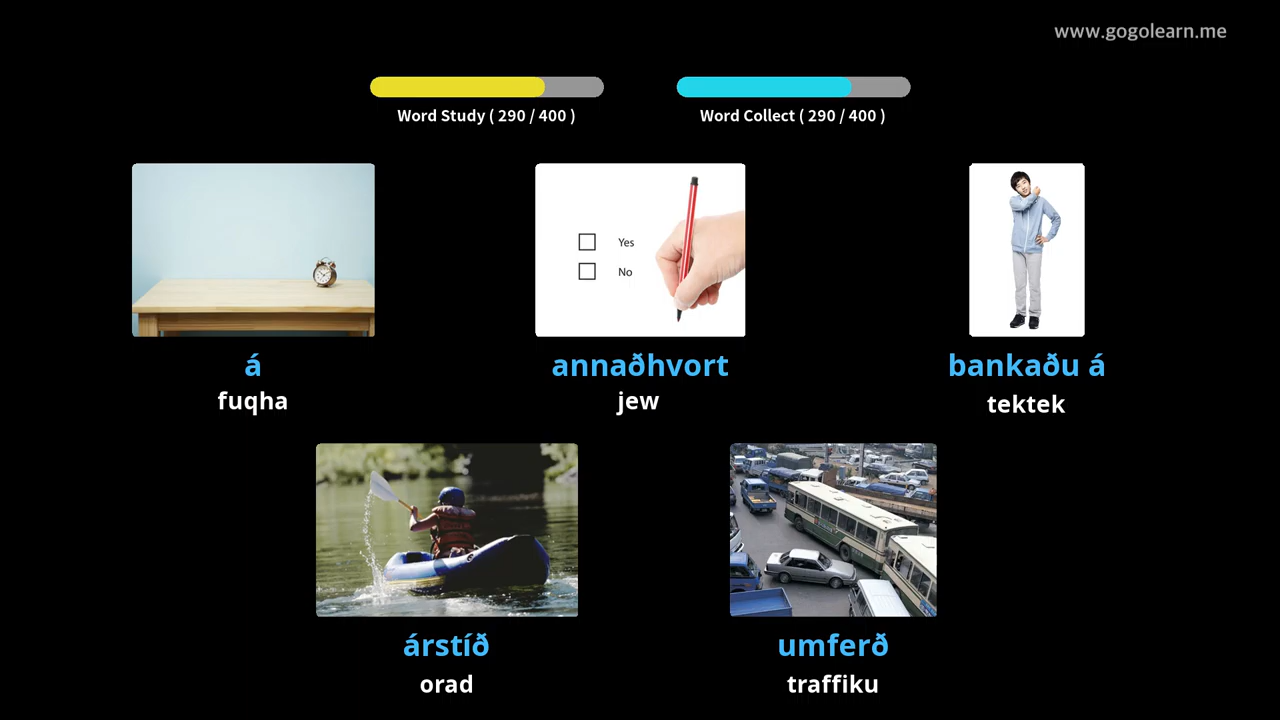 www.gogolearn.me
Word Study ( 290 / 400 )
Word Collect ( 290 / 400 )
Yes
No
á
fuqha
annaðhvort
jew
bankaðu á
tektek
árstíð
orad
umferð
traffiku